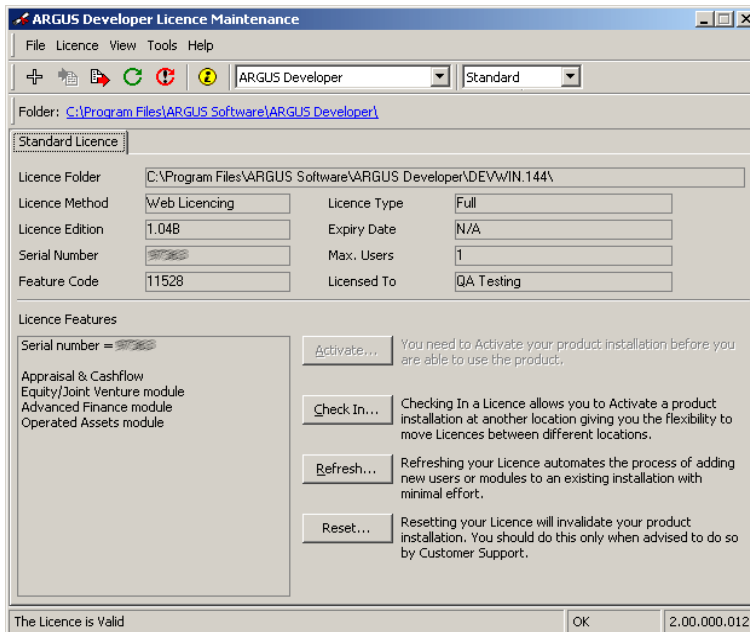 ARGUS Developer Licence Maintenance
File Licence View Tools Help
ARGUS Developer Standard
Folder: C:\Program Files\ARGUS Software\ARGUS Developer\
Standard Licence
Licence Folder C:\Program Files\ARGUS Software\ARGUS Developer\DEVWIN.144\
Licence Method Web Licencing Licence Type Full
Licence Edition 1.04B Expiry Date N/A
Serial Number Max. Users 1
Feature Code 11528 Licensed To QA Testing
Licence Features
Serial number =
Appraisal & Cashflow
Equity/Joint Venture module
Advanced Finance module
Operated Assets module
Activate... You need to Activate your product installation before you
are able to use the product.
Check In... Checking In a Licence allows you to Activate a product
installation at another location giving you the flexibility to
move Licences between different locations.
Refresh... Refreshing your Licence automates the process of adding
new users or modules to an existing installation with
minimal effort.
Reset... Resetting your Licence will invalidate your product
installation. You should do this only when advised to do so
by Customer Support.
The Licence is Valid OK 2.00.000.012